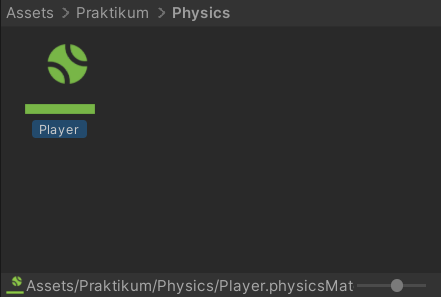 Assets > Praktikum > Physics
Player
Assets/Praktikum/Physics/Player.physicsMat